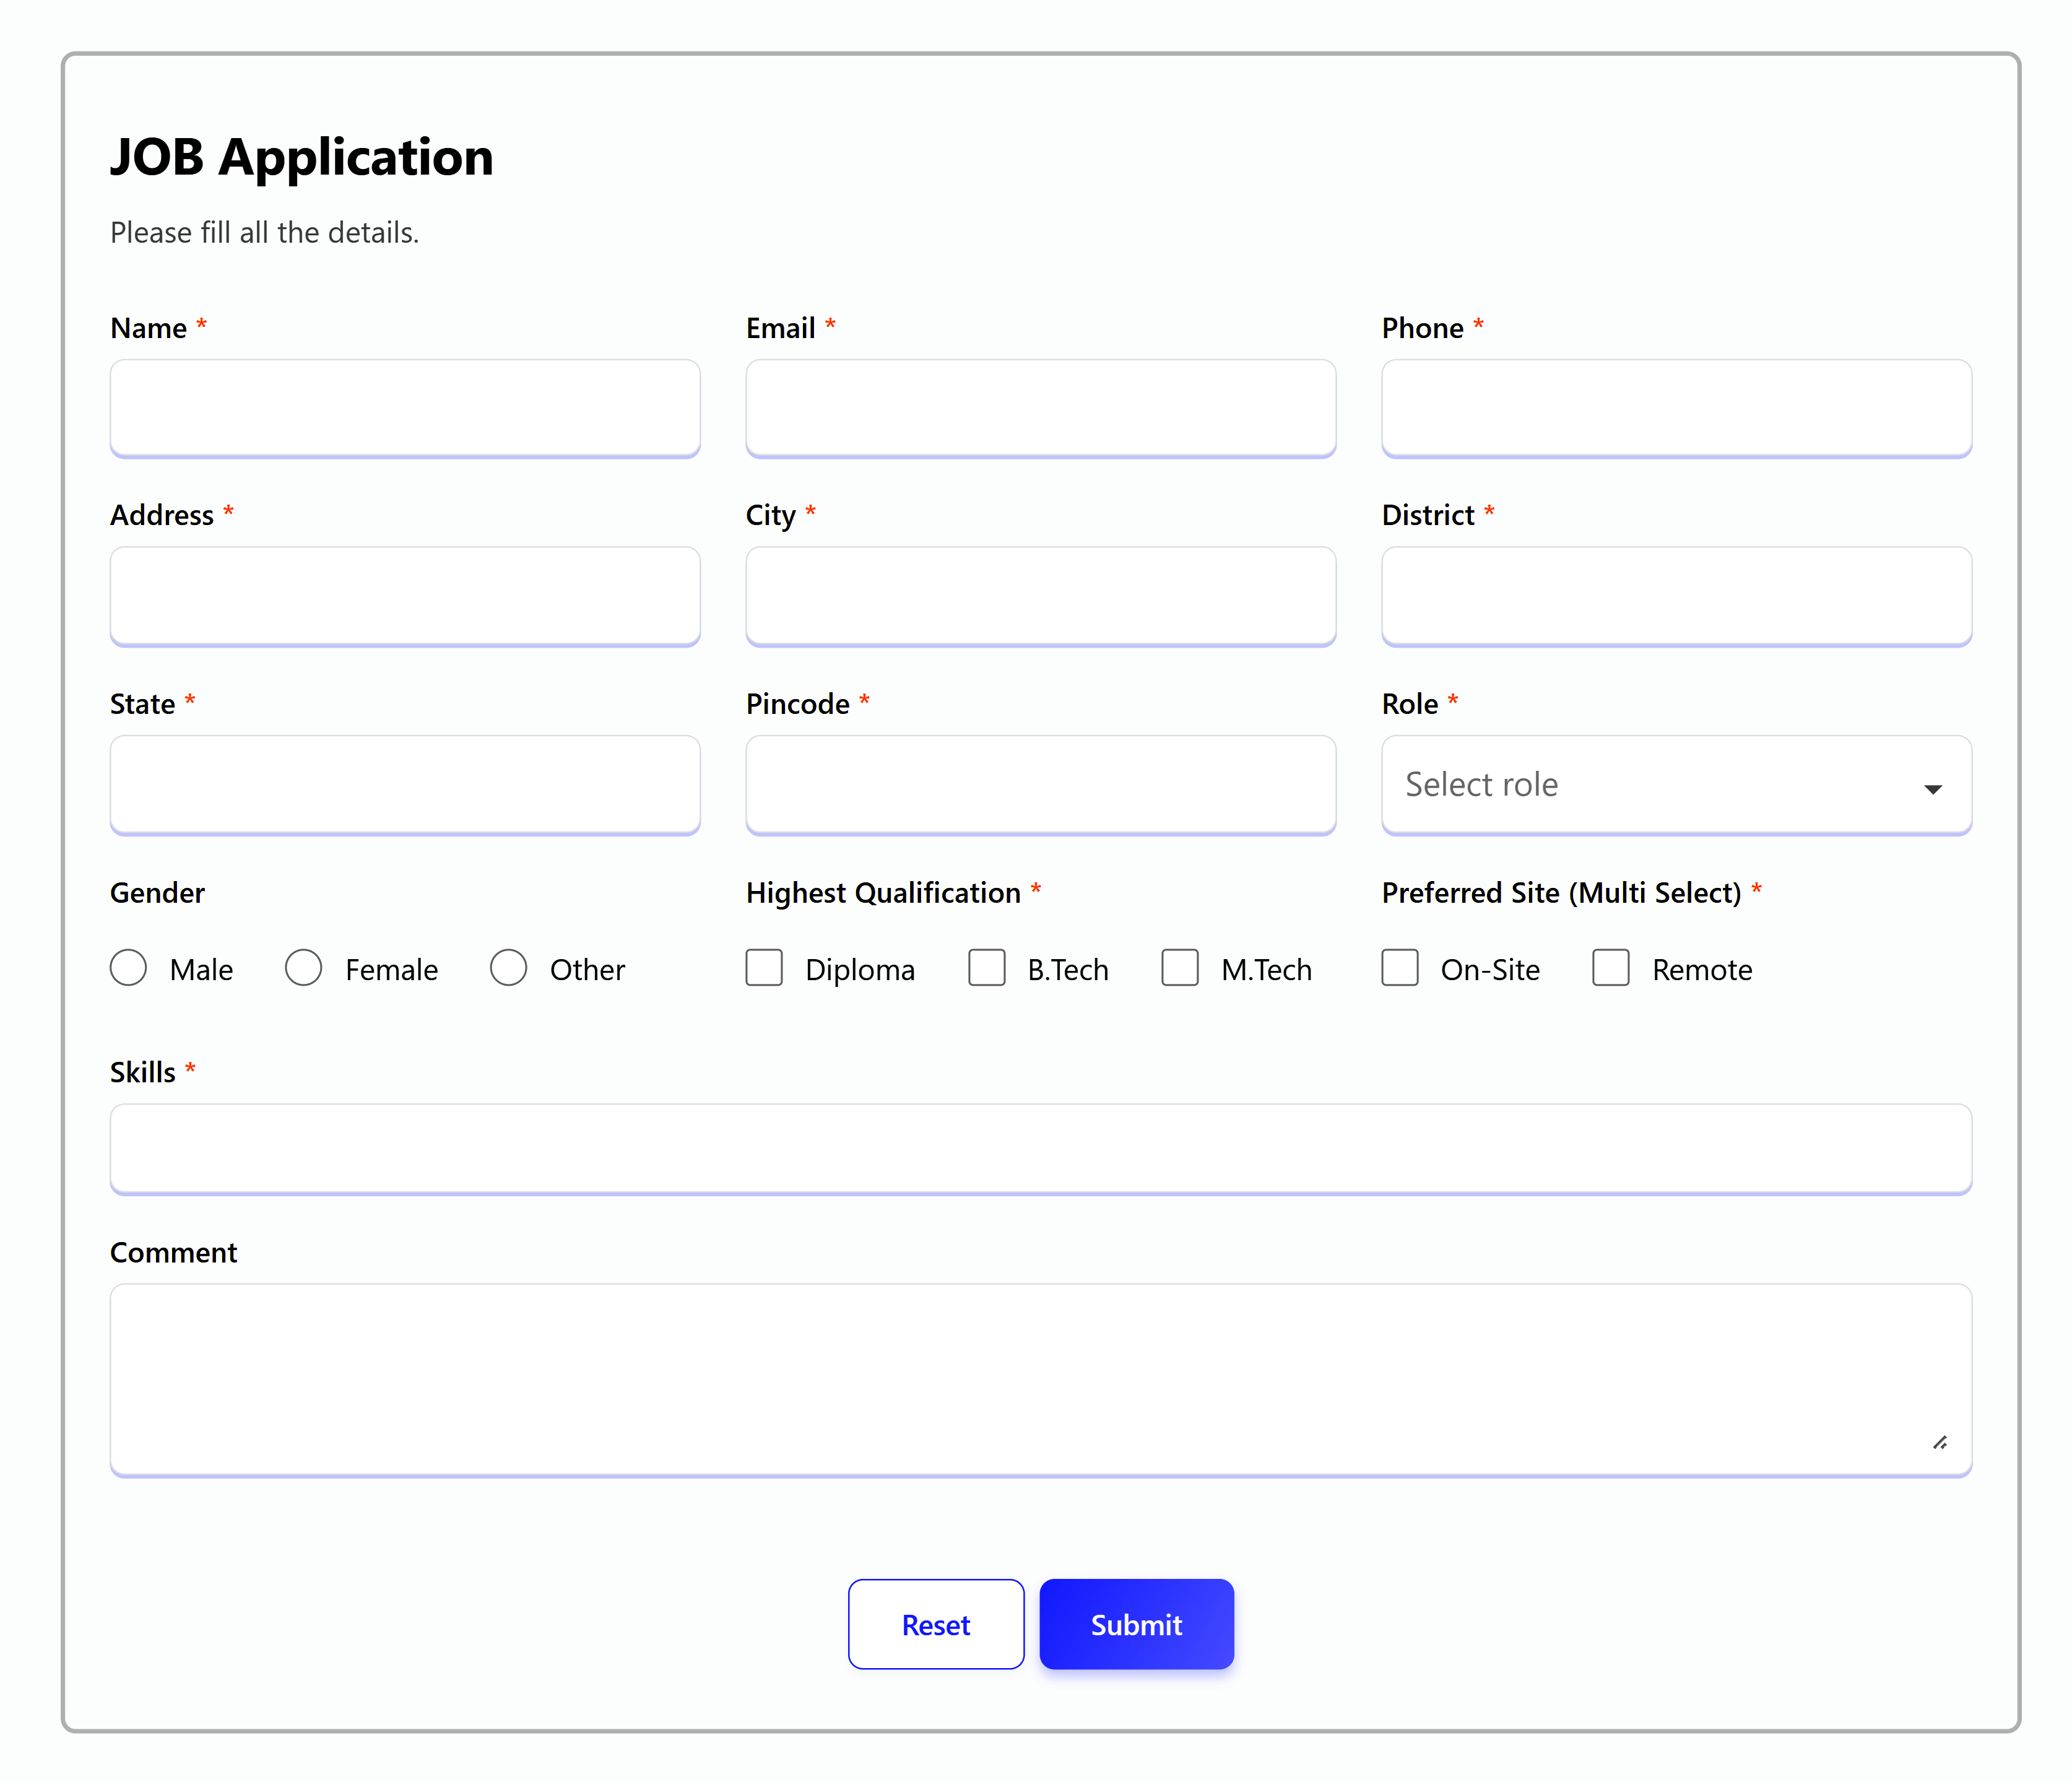 JOB Application
Please fill all the details.
Name * Email * Phone *
Address * City * District *
State * Pincode * Role *
Select role
Gender Highest Qualification * Preferred Site (Multi Select) *
Male Female Other Diploma B.Tech M.Tech On-Site Remote
Skills *
Comment
Reset Submit